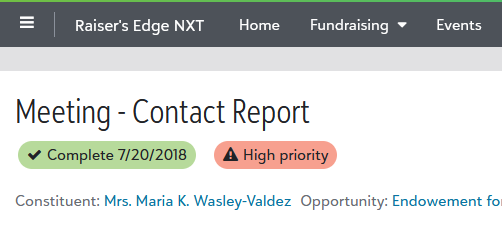 Raiser's Edge NXT Home Fundraising Events
Meeting - Contact Report
Complete 7/20/2018 High priority
Constituent: Mrs. Maria K. Wasley-Valdez Opportunity: Endowement for